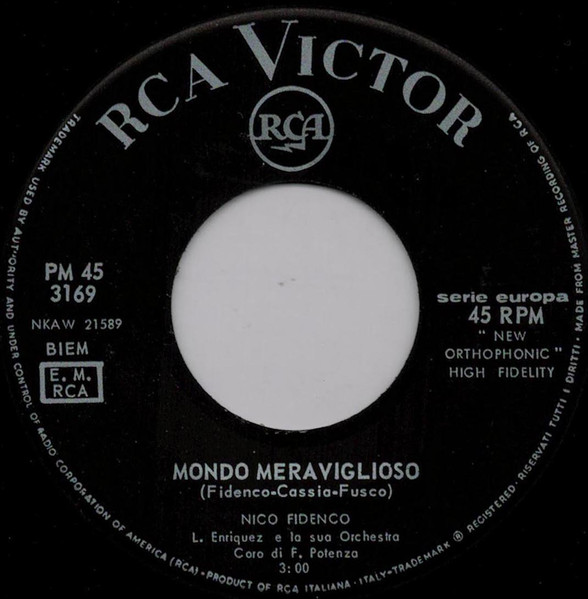 RCA VICTOR
RCA
PM 45
3169
NKAW 21589
BIEM
E. M.
RCA
serie europa
45 RPM
" NEW
ORTHOPHONIC "
HIGH FIDELITY
MONDO MERAVIGLIOSO
(Fidenco-Cassia-Fusco)
NICO FIDENCO
L. Enriquez e la sua Orchestra
Coro di F. Potenza
3:00
TRADEMARK USED BY AUTHORITY AND UNDER CONTROL OF RADIO CORPORATION OF AMERICA (RCA) - PRODUCT OF RCA ITALIANA - ITALY - TRADEMARK ® REGISTERED - RISERVATI TUTTI I DIRITTI - MADE FROM MASTER RECORDING OF RCA